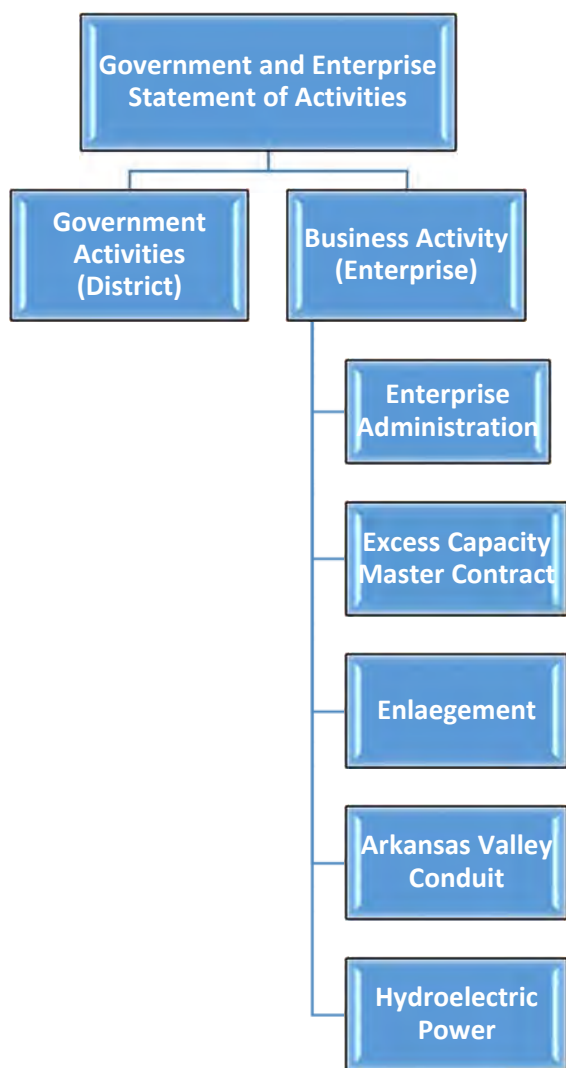 Government and Enterprise
Statement of Activities
Government
Activities
(District)
Business Activity
(Enterprise)
Enterprise
Administration
Excess Capacity
Master Contract
Enlaegement
Arkansas Valley
Conduit
Hydroelectric
Power